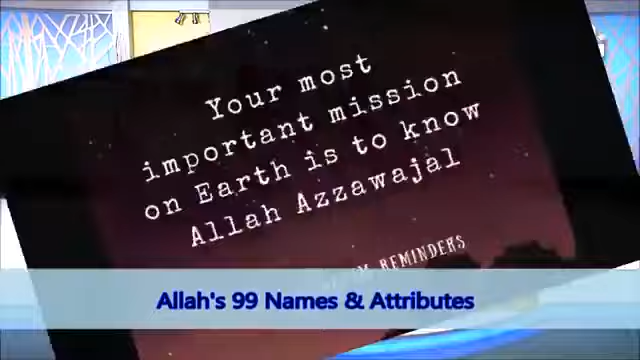 Your most
important mission
on Earth is to know
Allah Azzawajal
REMINDERS
Allah's 99 Names & Attributes